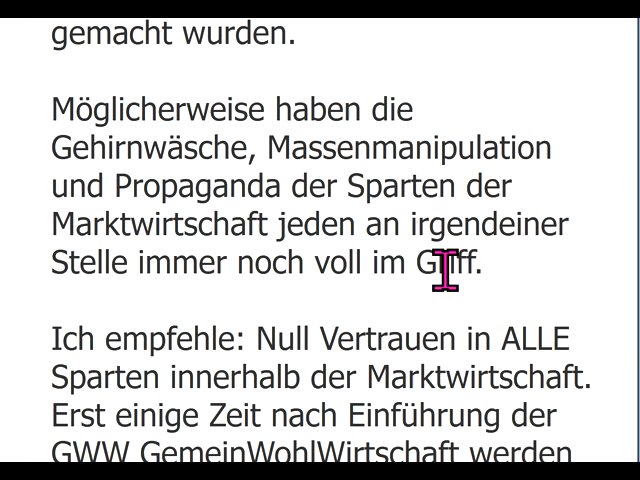 gemacht wurden.
Möglicherweise haben die
Gehirnwäsche, Massenmanipulation
und Propaganda der Sparten der
Marktwirtschaft jeden an irgendeiner
Stelle immer noch voll im Griff.
Ich empfehle: Null Vertrauen in ALLE
Sparten innerhalb der Marktwirtschaft.
Erst einige Zeit nach Einführung der
GWW GemeinWohlWirtschaft werden